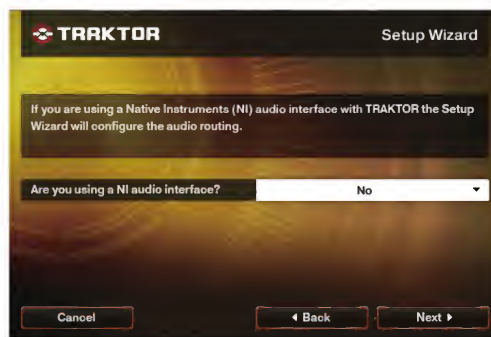 TRAKTOR
Setup Wizard
If you are using a Native Instruments (NI) audio interface with TRAKTOR the Setup
Wizard will configure the audio routing.
Are you using a NI audio interface?
No
Cancel
Back
Next